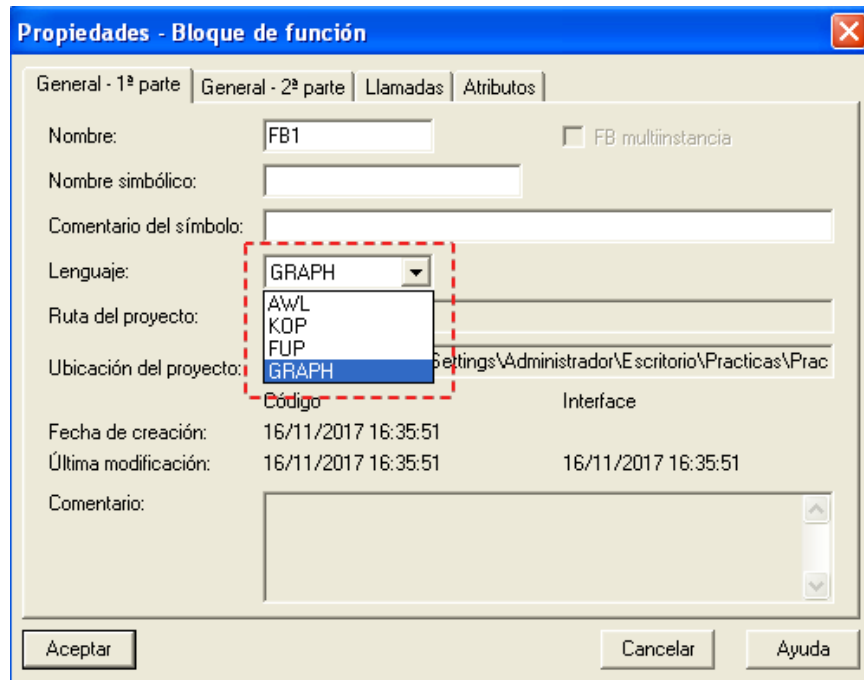 Propiedades - Bloque de función
General - 1ª parte General - 2ª parte Llamadas Atributos
Nombre: FB1 FB multiinstancia
Nombre simbólico:
Comentario del símbolo:
Lenguaje: GRAPH
AWL
Ruta del proyecto: KOP
FUP
Ubicación del proyecto: GRAPH Settings\Administrador\Escritorio\Practicas\Prac
Código Interface
Fecha de creación: 16/11/2017 16:35:51
Última modificación: 16/11/2017 16:35:51 16/11/2017 16:35:51
Comentario:
Aceptar Cancelar Ayuda